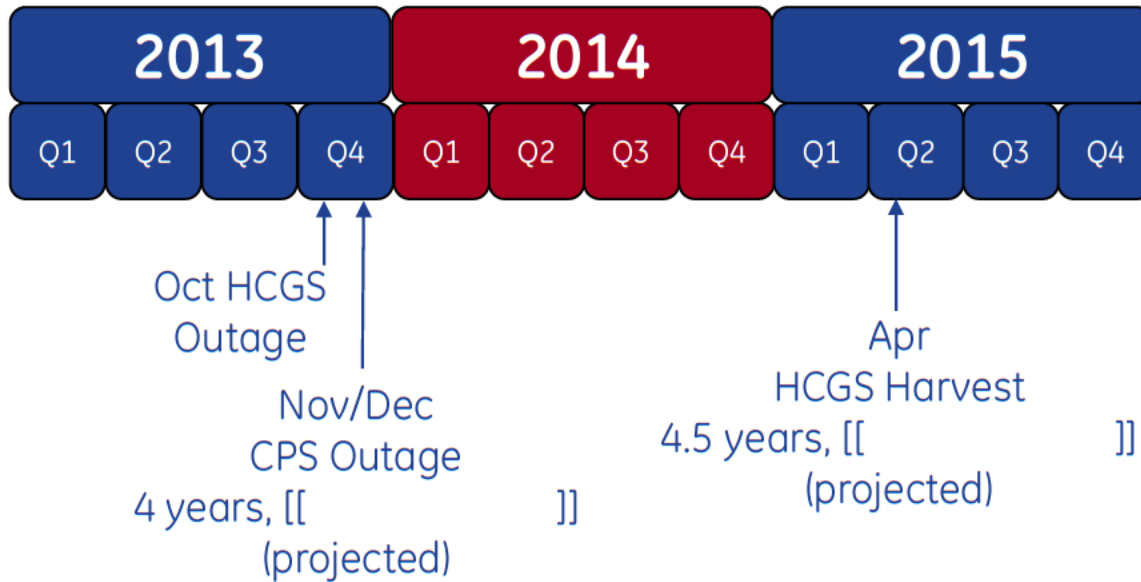 2013 2014 2015
Q1 Q2 Q3 Q4 Q1 Q2 Q3 Q4 Q1 Q2 Q3 Q4
Oct HCGS
Outage
Nov/Dec
CPS Outage
4 years, [[ ]]
(projected)
Apr
HCGS Harvest
4.5 years, [[ ]]
(projected)